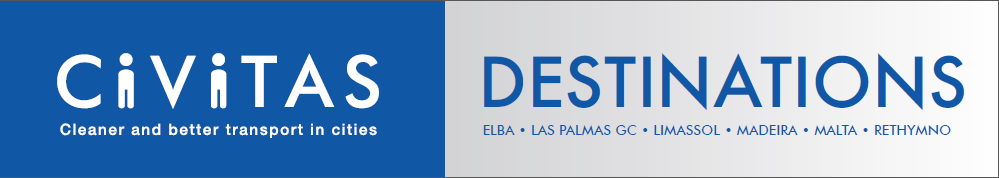 CiViTAS
Cleaner and better transport in cities
DESTINATIONS
ELBA • LAS PALMAS GC • LIMASSOL • MADEIRA • MALTA • RETHYMNO